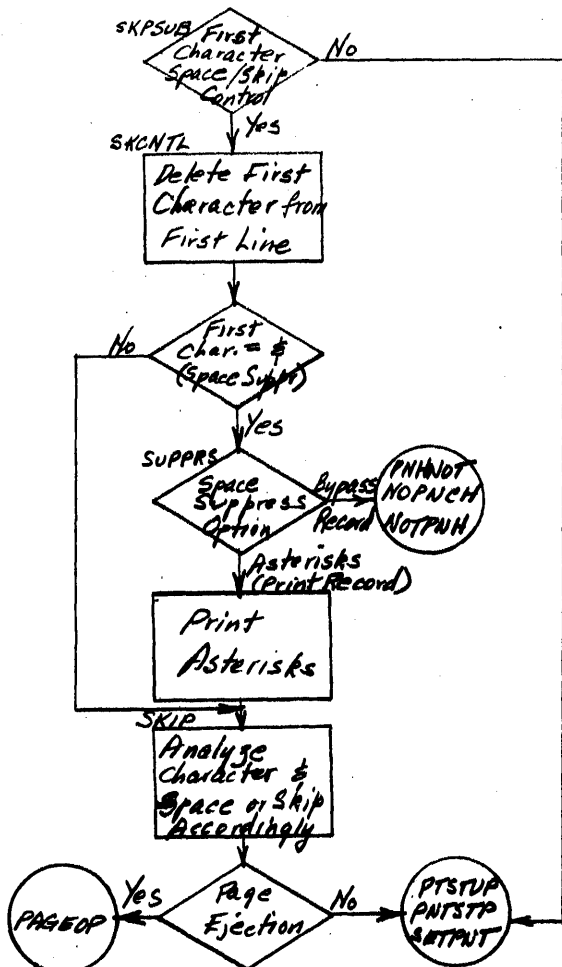 SKPSUB
First
Character
Space/Skip
Control
No
Yes
SKCNTL
Delete First
Character from
First Line
First
Char. = &
(Space Suppr)
No
Yes
SUPPRS
Space
Suppress
Option
Bypass
Record
PNHNOT
NOPNCH
NOTPNH
Asterisks
(Print Record)
Print
Asterisks
SKIP
Analyze
Character &
Space or Skip
Accordingly
Page
Ejection
Yes
PAGEOP
No
PTSTUP
PNTSTP
SMTPNT